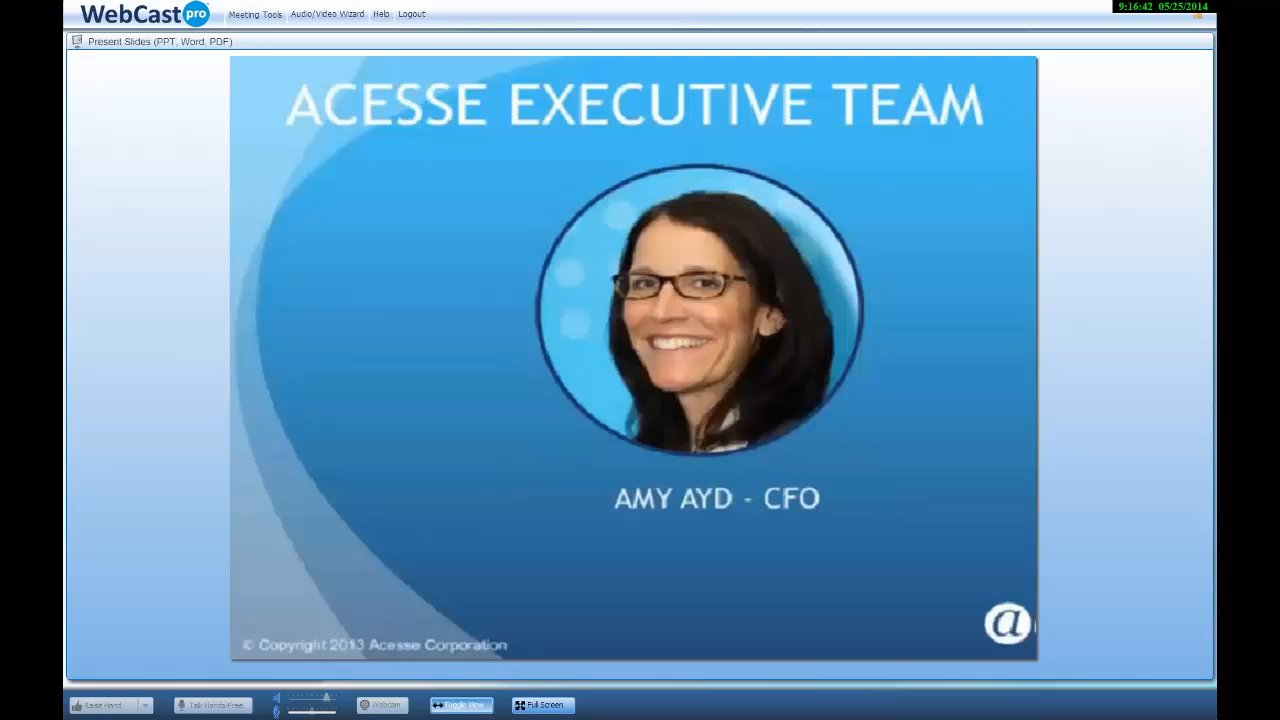 9:16:42 05/25/2014
WebCast pro
Meeting Tools Audio/Video Wizard Help Logout
Present Slides (PPT, Word, PDF)
ACESSE EXECUTIVE TEAM
AMY AYD - CFO
@
© Copyright 2013 Acesse Corporation
Raise Hand Talk Hands-Free Webcam Toggle View Full Screen